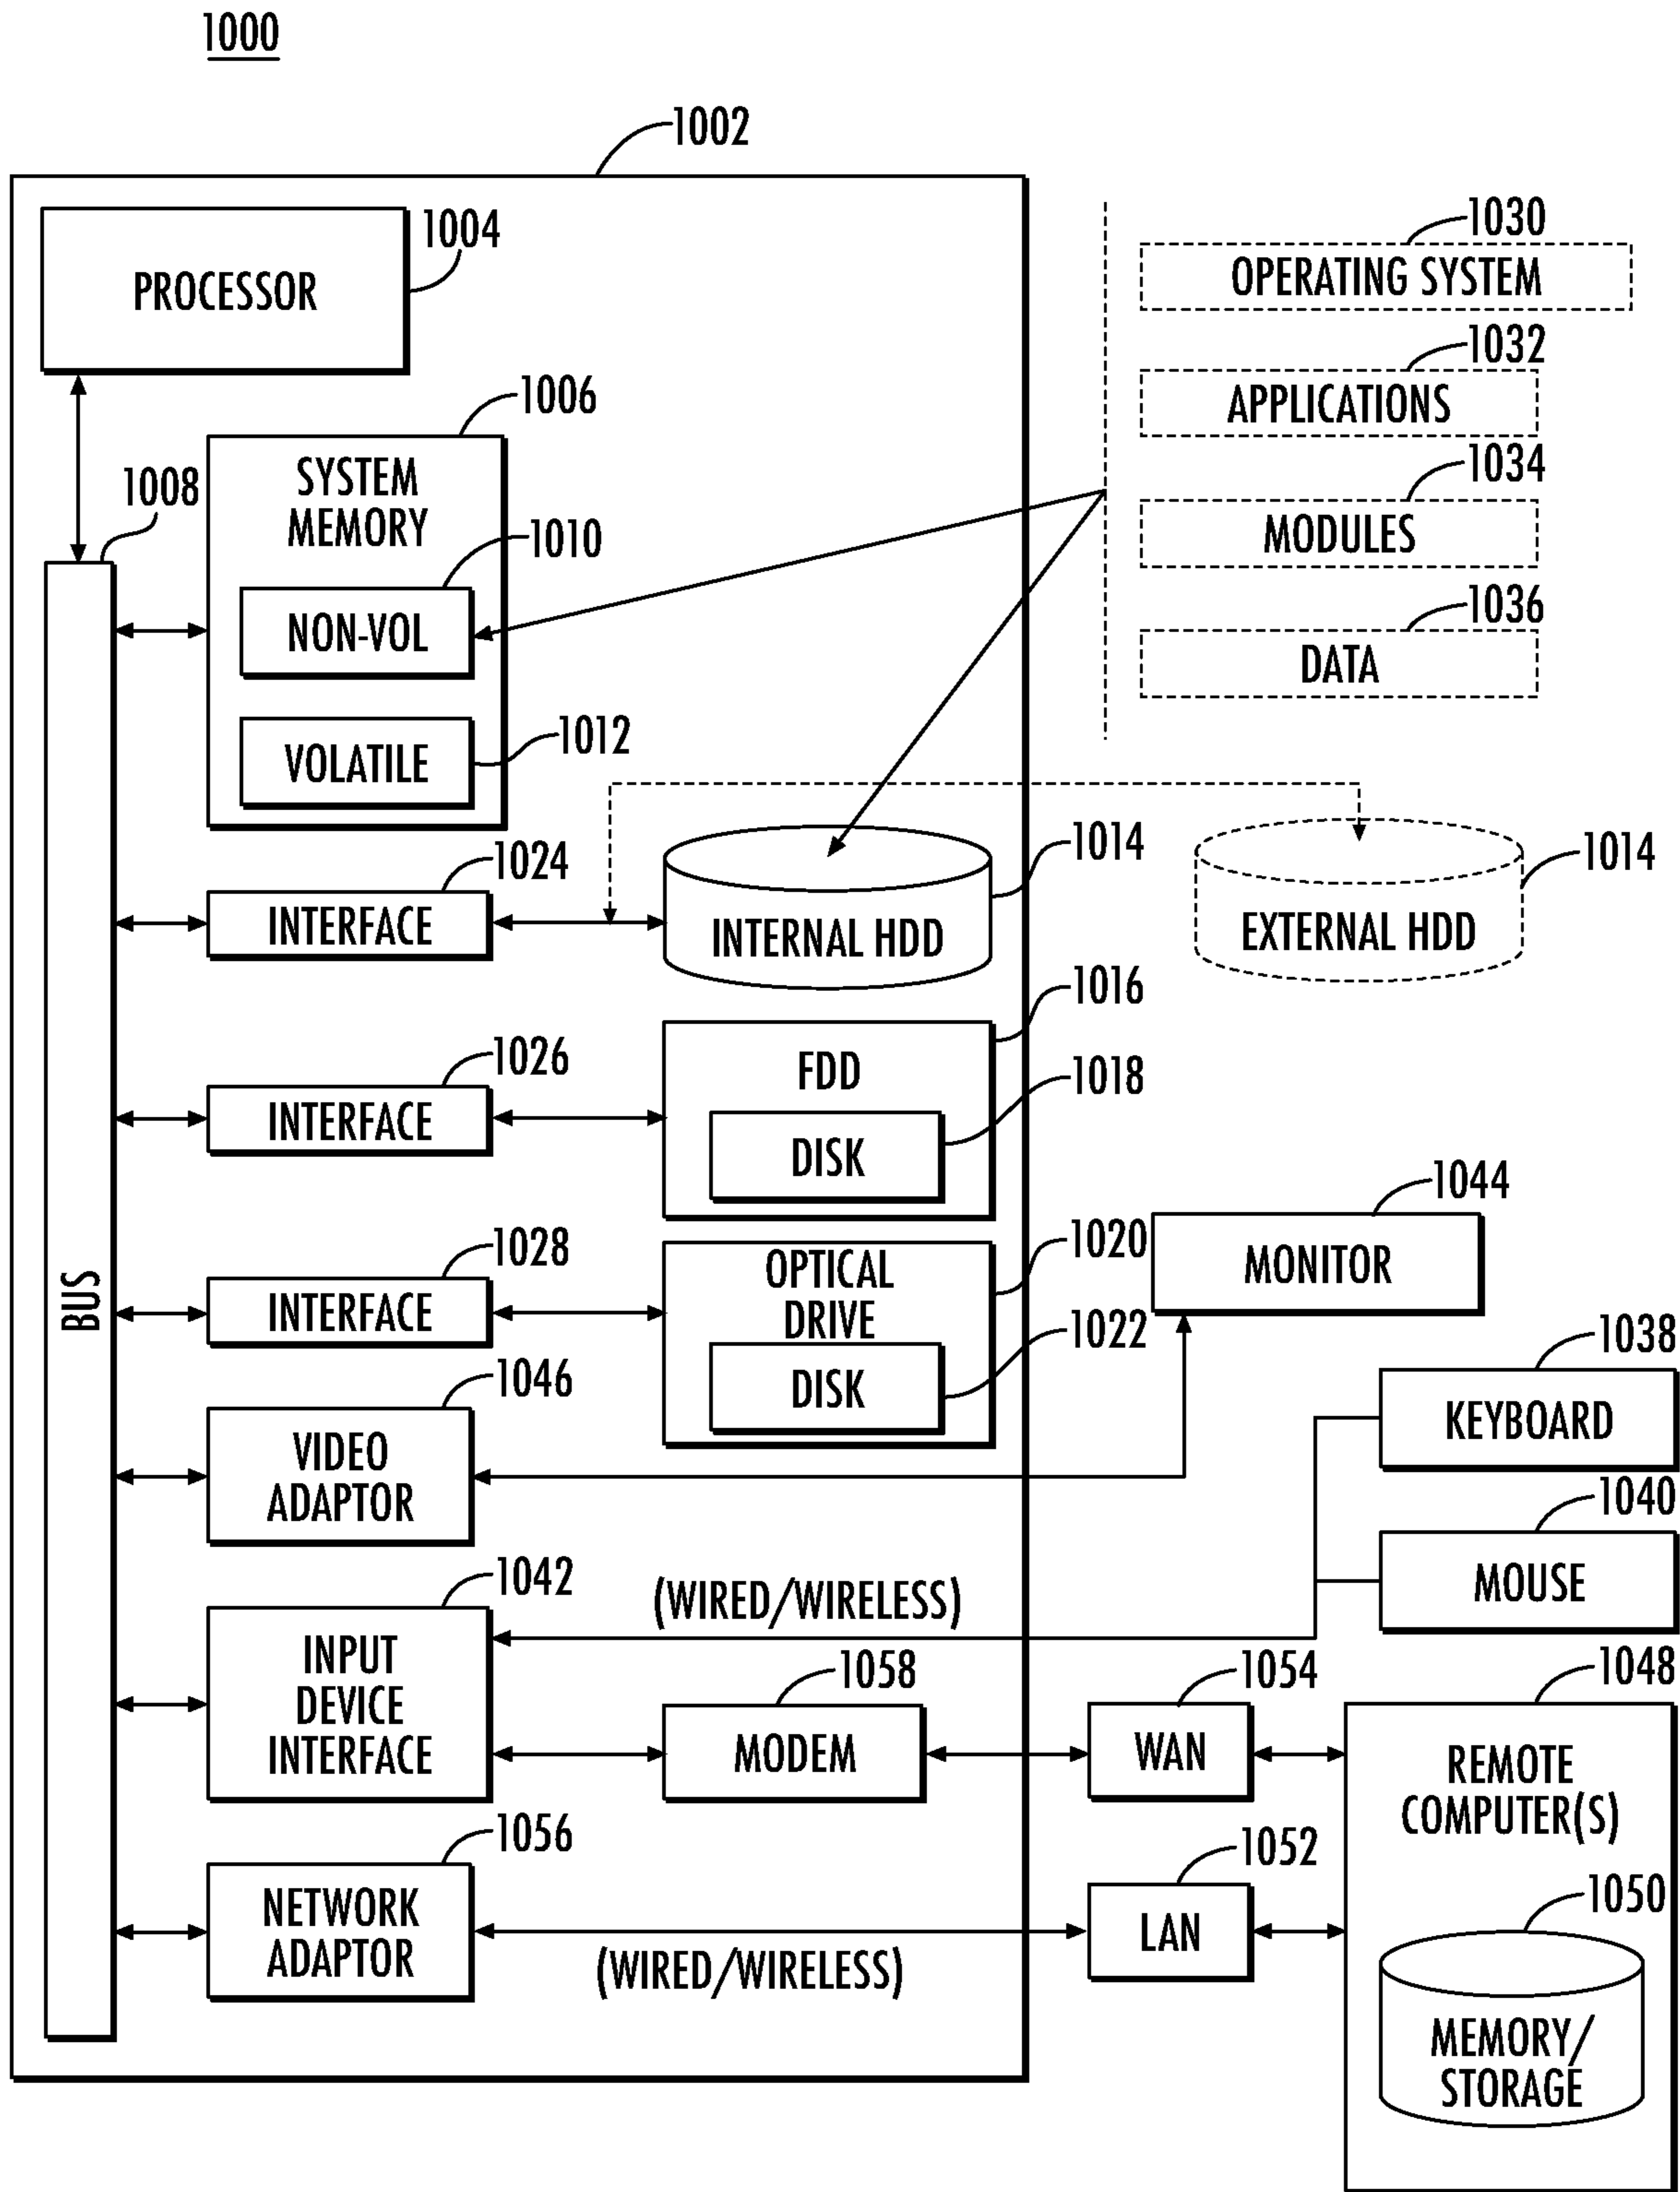 1000
1002
PROCESSOR
1004
1030
OPERATING SYSTEM
1032
APPLICATIONS
1034
MODULES
1036
DATA
1006
SYSTEM
MEMORY
1008
1010
NON-VOL
1012
VOLATILE
1024
INTERFACE
1014
INTERNAL HDD
1014
EXTERNAL HDD
1016
FDD
1018
DISK
1026
INTERFACE
1044
MONITOR
1028
INTERFACE
1020
OPTICAL
DRIVE
1022
DISK
BUS
1038
KEYBOARD
1046
VIDEO
ADAPTOR
1040
MOUSE
1042
INPUT
DEVICE
INTERFACE
(WIRED/WIRELESS)
1058
MODEM
1054
WAN
1048
REMOTE
COMPUTER(S)
1056
NETWORK
ADAPTOR
(WIRED/WIRELESS)
1052
LAN
1050
MEMORY/
STORAGE